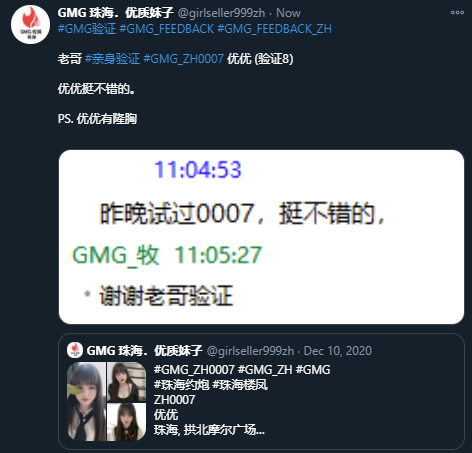 GMG 珠海．优质妹子 @girlseller999zh · Now
#GMG验证 #GMG_FEEDBACK #GMG_FEEDBACK_ZH
老哥 #亲身验证 #GMG_ZH0007 优优 (验证8)
优优挺不错的。
PS. 优优有隆胸
11:04:53
昨晚试过0007，挺不错的，
GMG_牧 11:05:27
• 谢谢老哥验证
GMG 珠海．优质妹子 @girlseller999zh · Dec 10, 2020
#GMG_ZH0007 #GMG_ZH #GMG
#珠海约炮 #珠海楼凤
ZH0007
优优
珠海, 拱北摩尔广场...